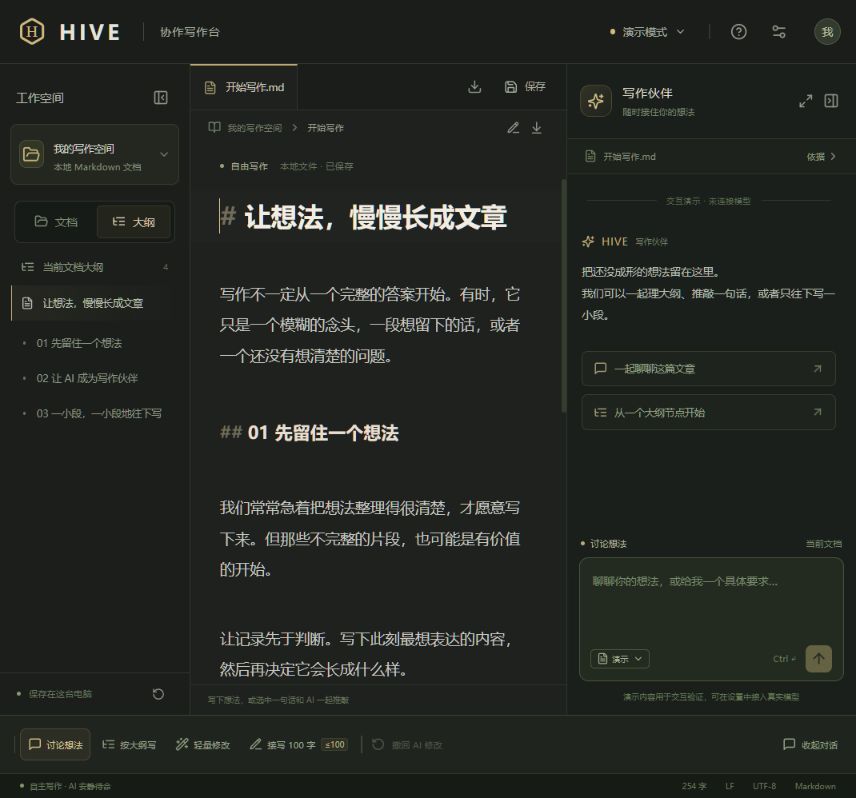 HIVE
协作写作台
演示模式
我
工作空间
我的写作空间
本地 Markdown 文档
文档
大纲
当前文档大纲 4
让想法，慢慢长成文章
01 先留住一个想法
02 让 AI 成为写作伙伴
03 一小段，一小段地往下写
保存在这台电脑
开始写作.md
保存
我的写作空间 > 开始写作
自由写作 本地文件 · 已保存
# 让想法，慢慢长成文章
写作不一定从一个完整的答案开始。有时，它
只是一个模糊的念头，一段想留下的话，或者
一个还没有想清楚的问题。
## 01 先留住一个想法
我们常常急着把想法整理得很清楚，才愿意写
下来。但那些不完整的片段，也可能是有价值
的开始。
让记录先于判断。写下此刻最想表达的内容，
然后再决定它会长成什么样。
写下想法，或选中一句话和 AI 一起推敲
写作伙伴
随时接住你的想法
开始写作.md
依据
交互演示 · 未连接模型
HIVE 写作伙伴
把还没成形的想法留在这里。
我们可以一起理大纲、推敲一句话，或者只往下写一
小段。
一起聊聊这篇文章
从一个大纲节点开始
讨论想法
当前文档
聊聊你的想法，或给我一个具体要求...
演示
Ctrl
演示内容用于交互验证，可在设置中接入真实模型
讨论想法
按大纲写
轻量修改
接写 100 字 ≤100
撤回 AI 修改
收起对话
自主写作 · AI 安静待命
254 字 LF UTF-8 Markdown